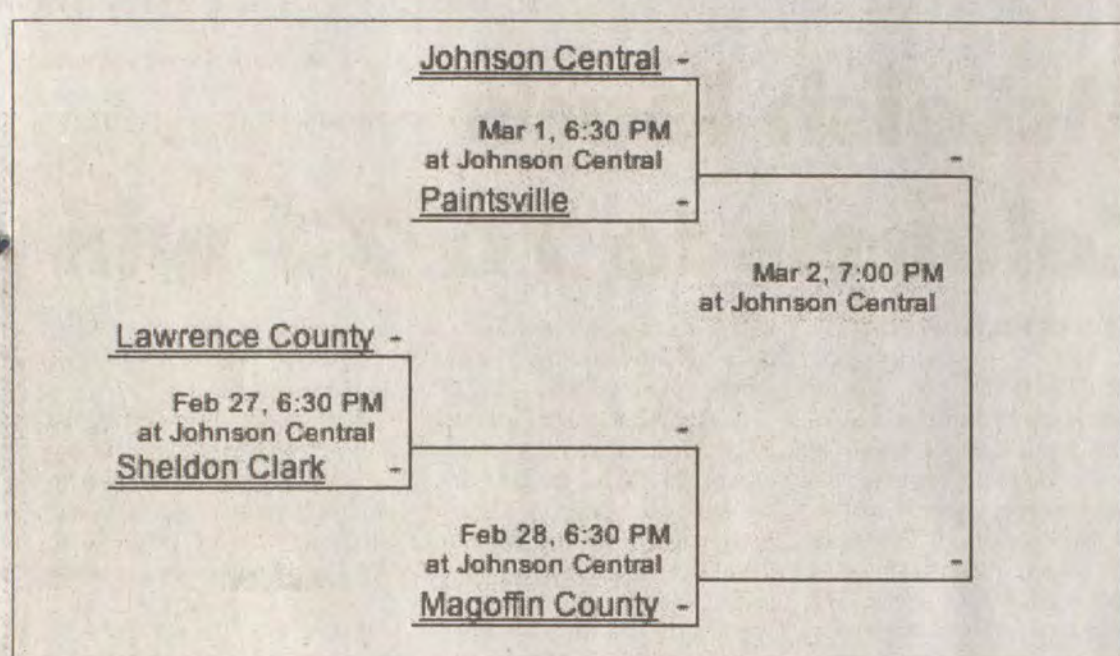 Johnson Central -
Mar 1, 6:30 PM
at Johnson Central
Paintsville -
-
Mar 2, 7:00 PM
at Johnson Central
Lawrence County -
Feb 27, 6:30 PM
at Johnson Central
Sheldon Clark -
-
Feb 28, 6:30 PM
at Johnson Central
Magoffin County -
-